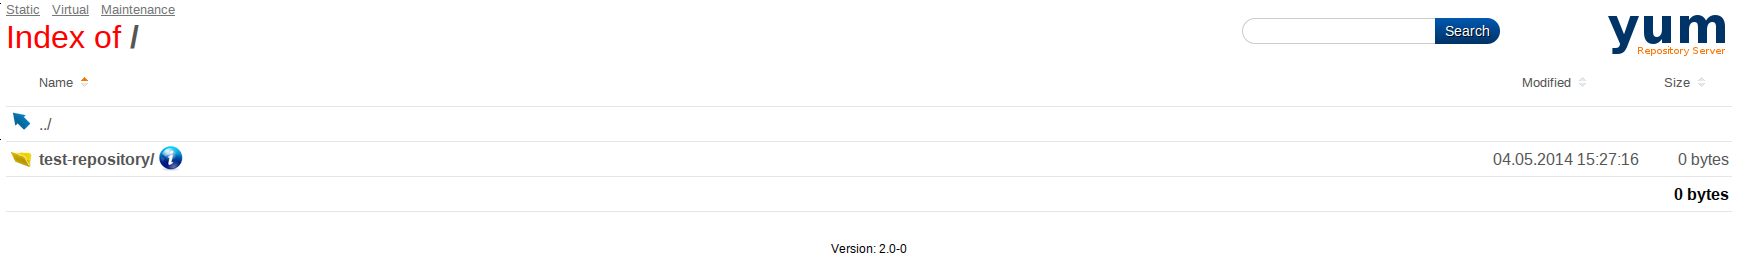 Static Virtual Maintenance
Index of /
Search
yum
Repository Server
Name Modified Size
../
test-repository/ i 04.05.2014 15:27:16 0 bytes
0 bytes
Version: 2.0-0